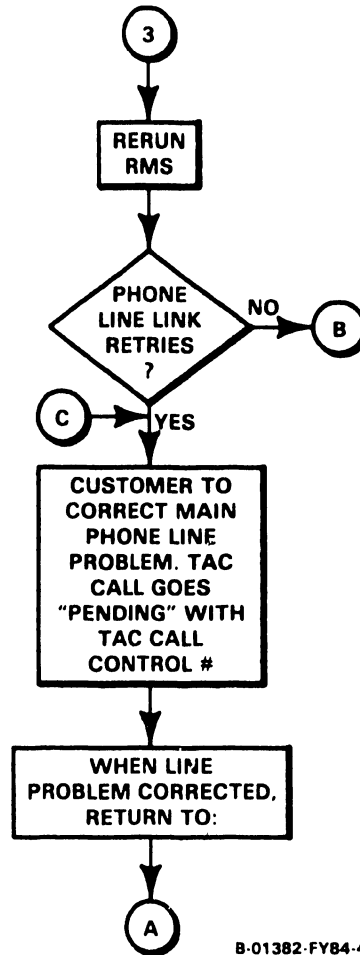 3
RERUN
RMS
PHONE
LINE LINK
RETRIES
?
NO
B
C
YES
CUSTOMER TO
CORRECT MAIN
PHONE LINE
PROBLEM. TAC
CALL GOES
"PENDING" WITH
TAC CALL
CONTROL #
WHEN LINE
PROBLEM CORRECTED,
RETURN TO:
A
B-01382-FY84-4